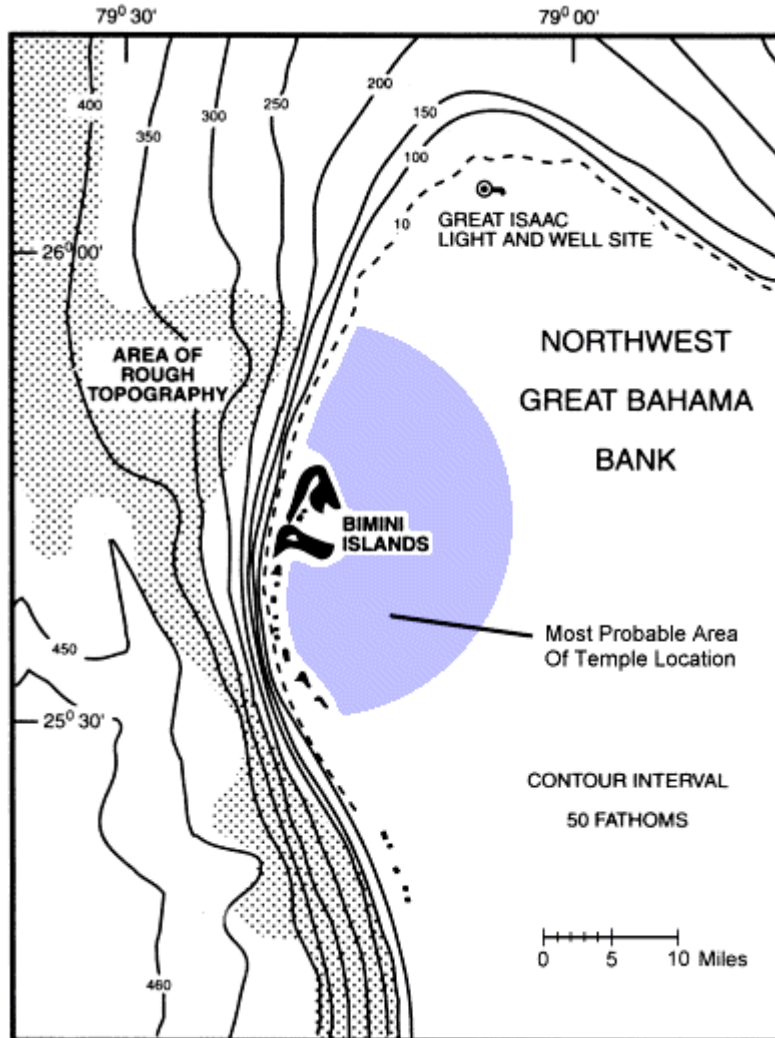 79⁰ 30'
79⁰ 00'
400
350
300
250
200
150
100
10
GREAT ISAAC
LIGHT AND WELL SITE
26⁰ 00'
AREA OF
ROUGH
TOPOGRAPHY
NORTHWEST
GREAT BAHAMA
BANK
BIMINI
ISLANDS
450
Most Probable Area
Of Temple Location
25⁰ 30'
CONTOUR INTERVAL
50 FATHOMS
460
0 5 10 Miles